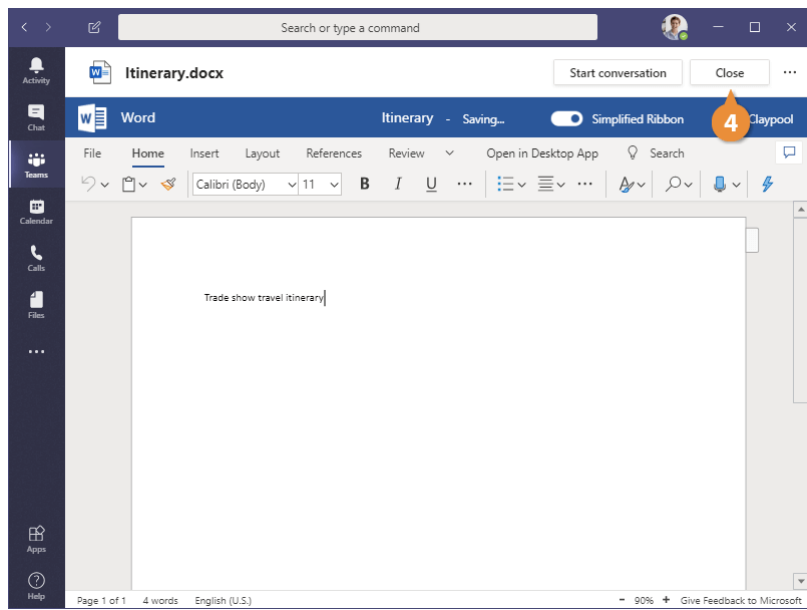 Search or type a command
Activity
Chat
Teams
Calendar
Calls
Files
Apps
Help
Itinerary.docx
Start conversation
Close
4
W Word
Itinerary - Saving...
Simplified Ribbon
Claypool
File Home Insert Layout References Review Open in Desktop App Search
Calibri (Body) 11 B I U
Trade show travel itinerary
Page 1 of 1 4 words English (U.S.) - 90% + Give Feedback to Microsoft